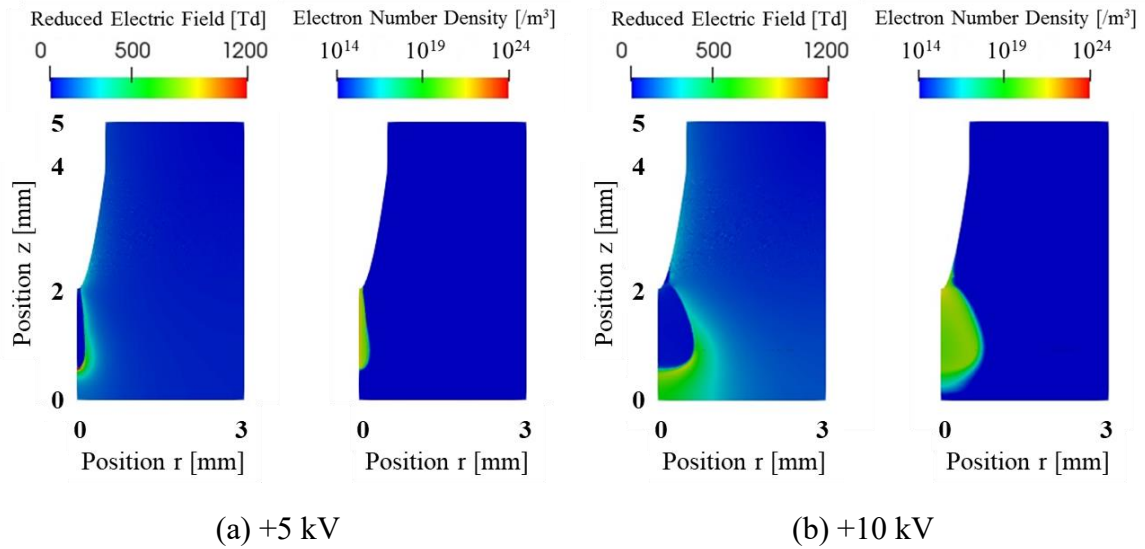 Reduced Electric Field [Td]
0 500 1200
Electron Number Density [/m³]
10¹⁴ 10¹⁹ 10²⁴
5
4
2
0
Position z [mm]
0 3
Position r [mm]
0 3
Position r [mm]
(a) +5 kV
Reduced Electric Field [Td]
0 500 1200
Electron Number Density [/m³]
10¹⁴ 10¹⁹ 10²⁴
5
4
2
0
Position z [mm]
0 3
Position r [mm]
0 3
Position r [mm]
(b) +10 kV